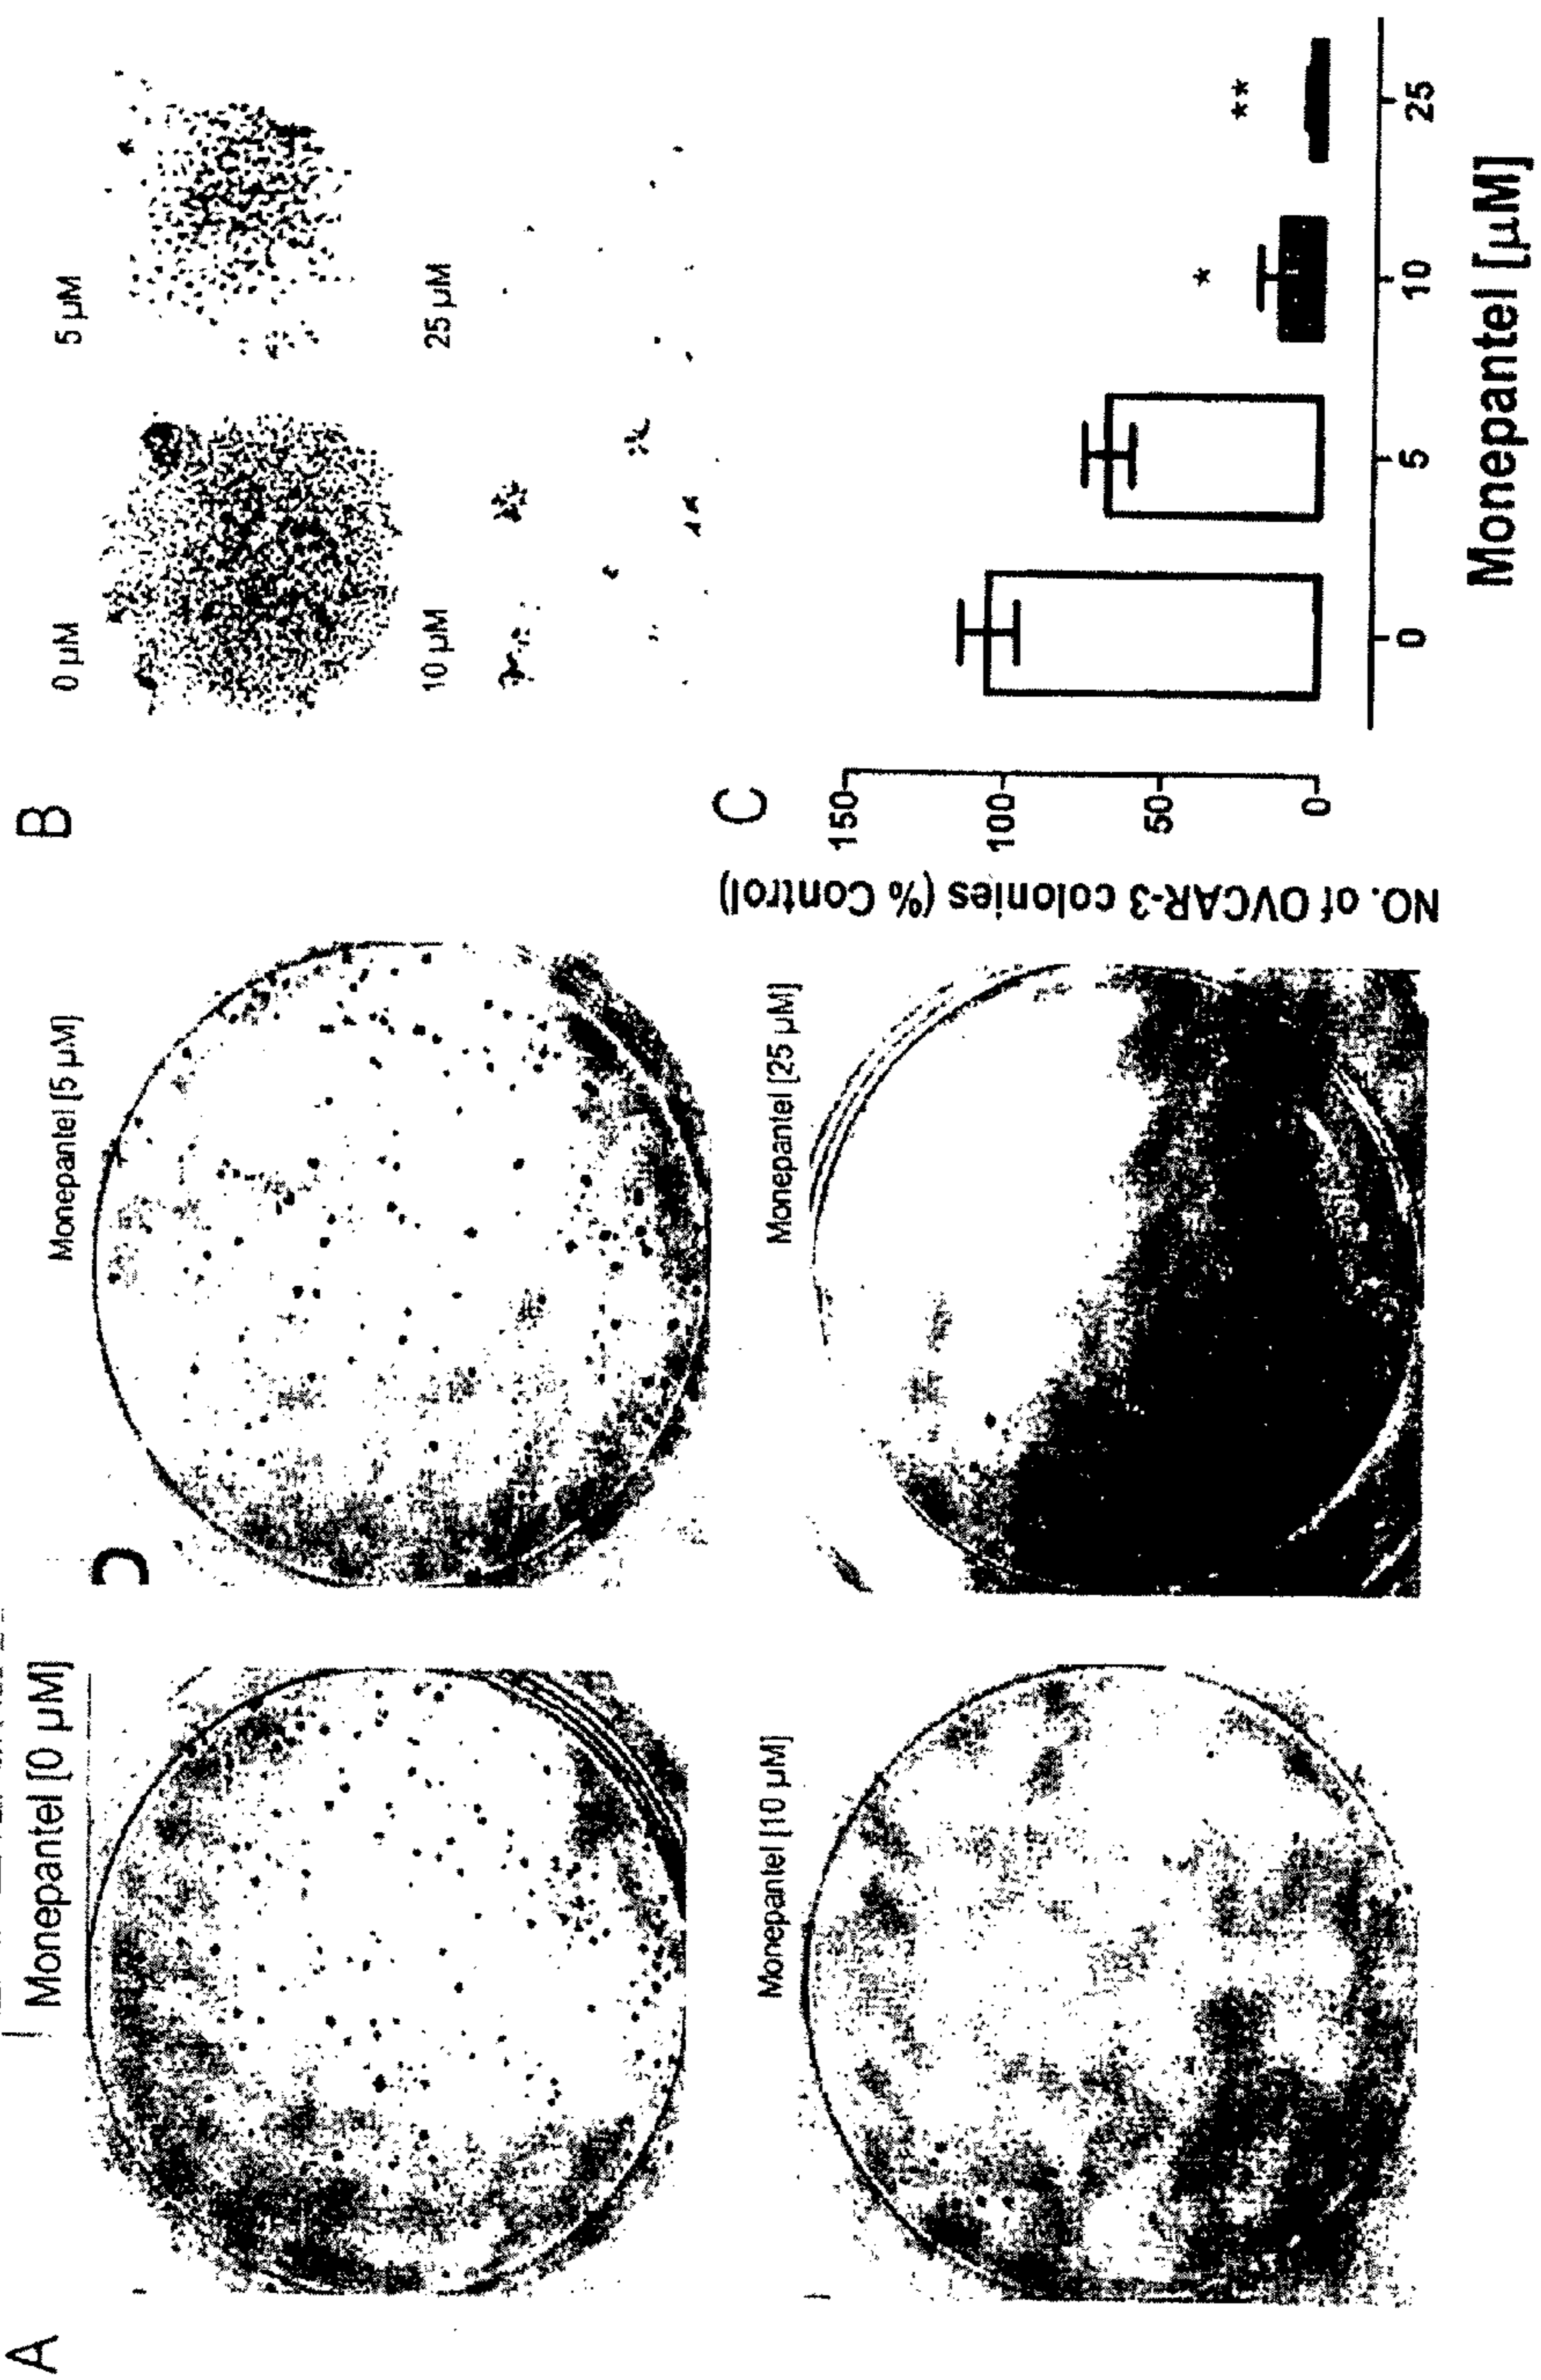 A
Monepantel [0 µM]
Monepantel [5 µM]
Monepantel [10 µM]
Monepantel [25 µM]
B
0 µM
5 µM
10 µM
25 µM
C
NO. of OVCAR-3 colonies (% Control)
150
100
50
0
*
**
0
5
10
25
Monepantel [µM]